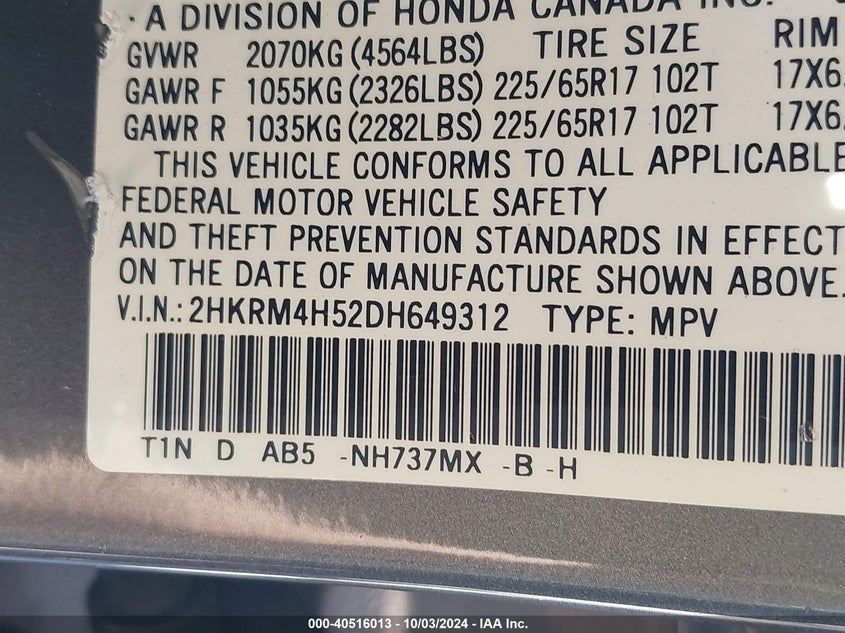 · A DIVISION OF HONDA CANADA INC.
GVWR 2070KG (4564LBS) TIRE SIZE RIM
GAWR F 1055KG (2326LBS) 225/65R17 102T 17X6.
GAWR R 1035KG (2282LBS) 225/65R17 102T 17X6.
THIS VEHICLE CONFORMS TO ALL APPLICABLE
FEDERAL MOTOR VEHICLE SAFETY
AND THEFT PREVENTION STANDARDS IN EFFECT
ON THE DATE OF MANUFACTURE SHOWN ABOVE.
V.I.N.: 2HKRM4H52DH649312 TYPE: MPV
T1N D AB5 -NH737MX -B -H
000-40516013 - 10/03/2024 - IAA Inc.